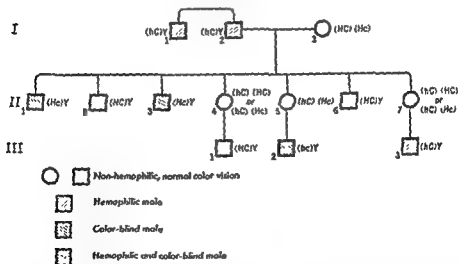 I
(hC)Y 1 (hC)Y 2 3 (HC) (Hc)
(hC) (HC) (hC) (HC)
II 1 (Hc)Y (HC)Y 3 (Hc)Y 4 or 5 (hC) (Hc) 6 (HC)Y 7 or
(hC) (Hc) (hC) (Hc)
III
1 (HC)Y 2 (hc)Y 3 (hC)Y
Non-hemophilic, normal color vision
Hemophilic male
Color-blind male
Hemophilic and color-blind male